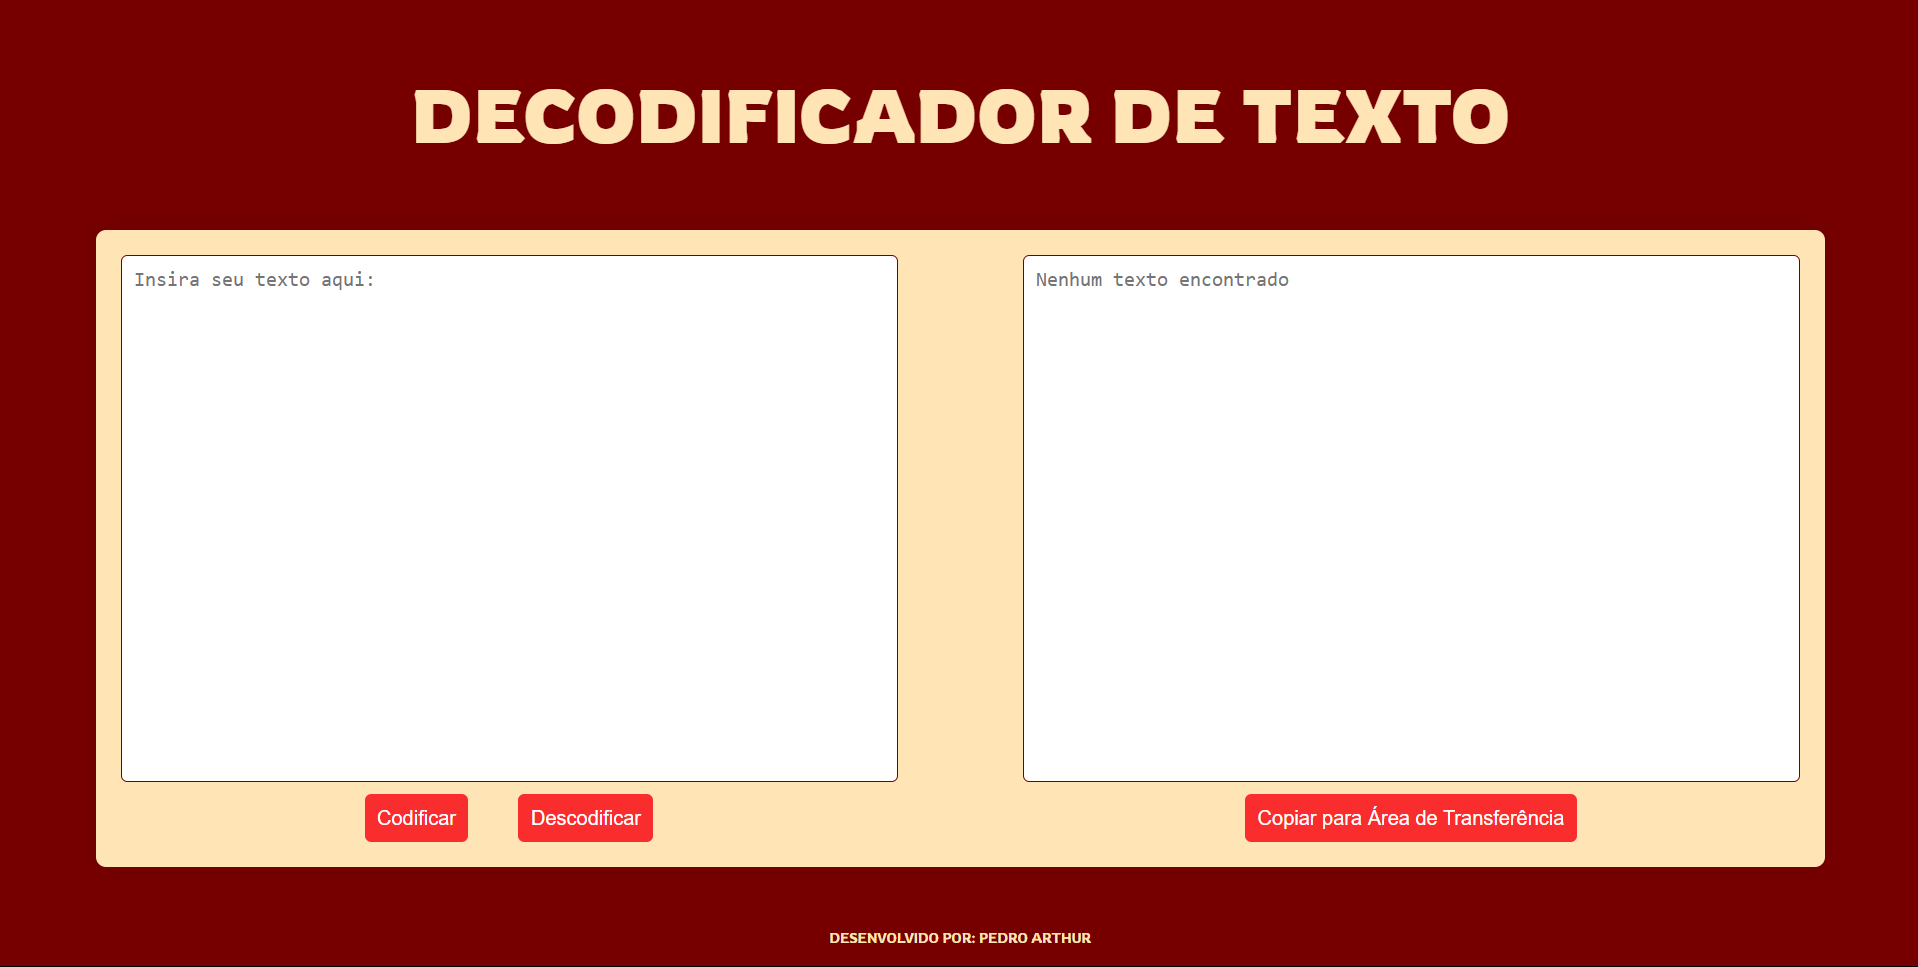 DECODIFICADOR DE TEXTO
Insira seu texto aqui:
Nenhum texto encontrado
Codificar
Descodificar
Copiar para Área de Transferência
DESENVOLVIDO POR: PEDRO ARTHUR